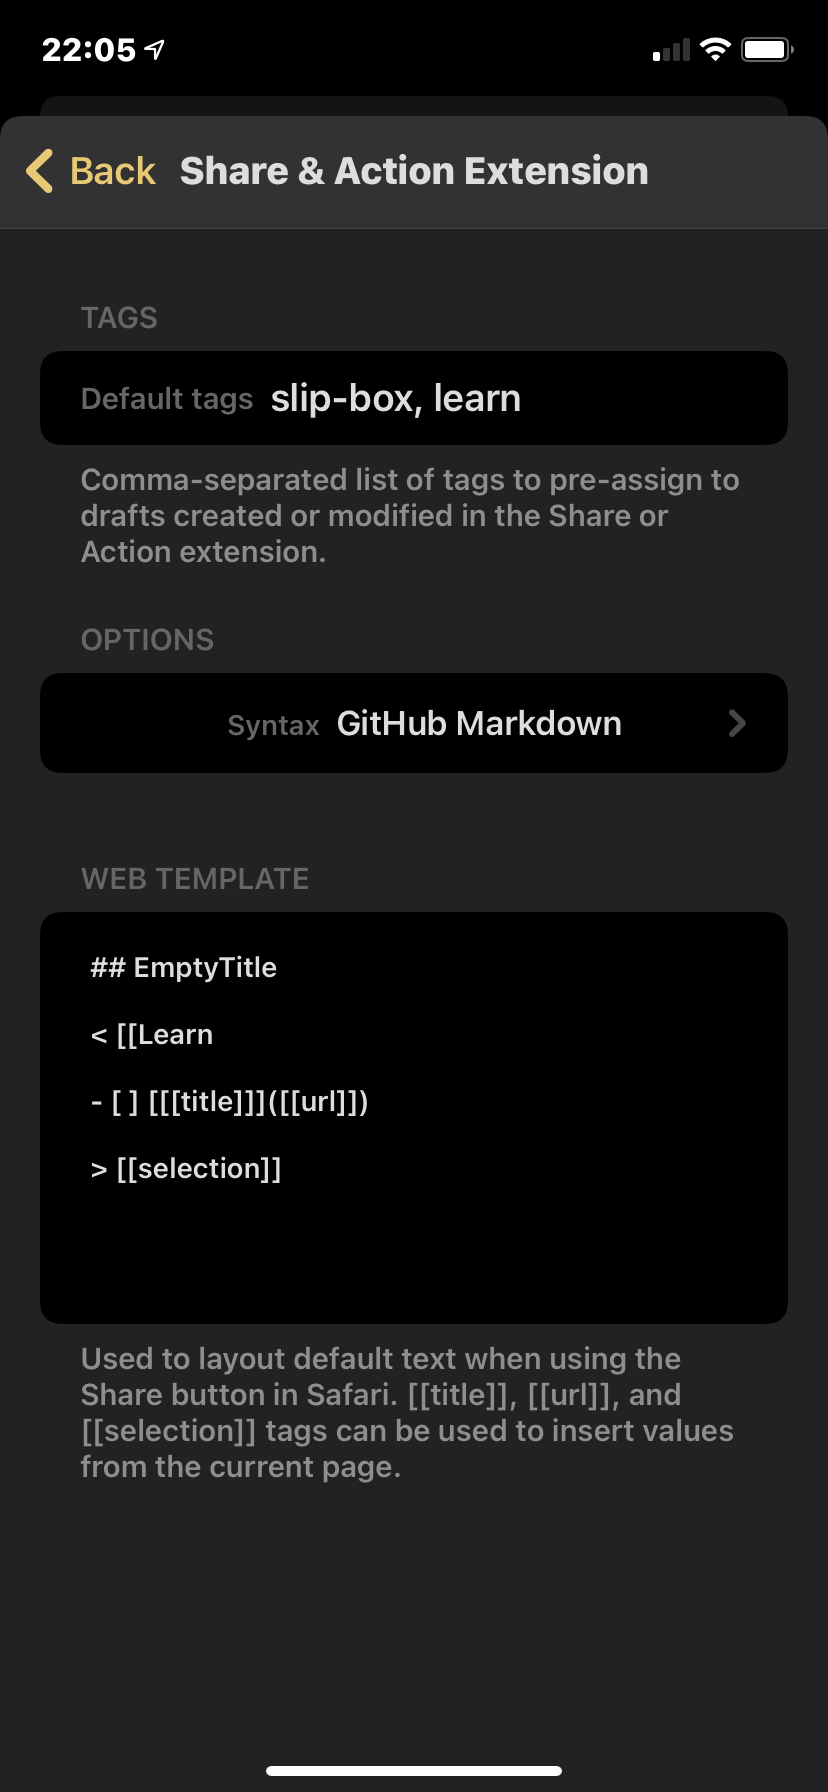 22:05
Back Share & Action Extension
TAGS
Default tags slip-box, learn
Comma-separated list of tags to pre-assign to
drafts created or modified in the Share or
Action extension.
OPTIONS
Syntax GitHub Markdown
WEB TEMPLATE
## EmptyTitle
< [[Learn
- [ ] [[[title]]]([[url]])
> [[selection]]
Used to layout default text when using the
Share button in Safari. [[title]], [[url]], and
[[selection]] tags can be used to insert values
from the current page.